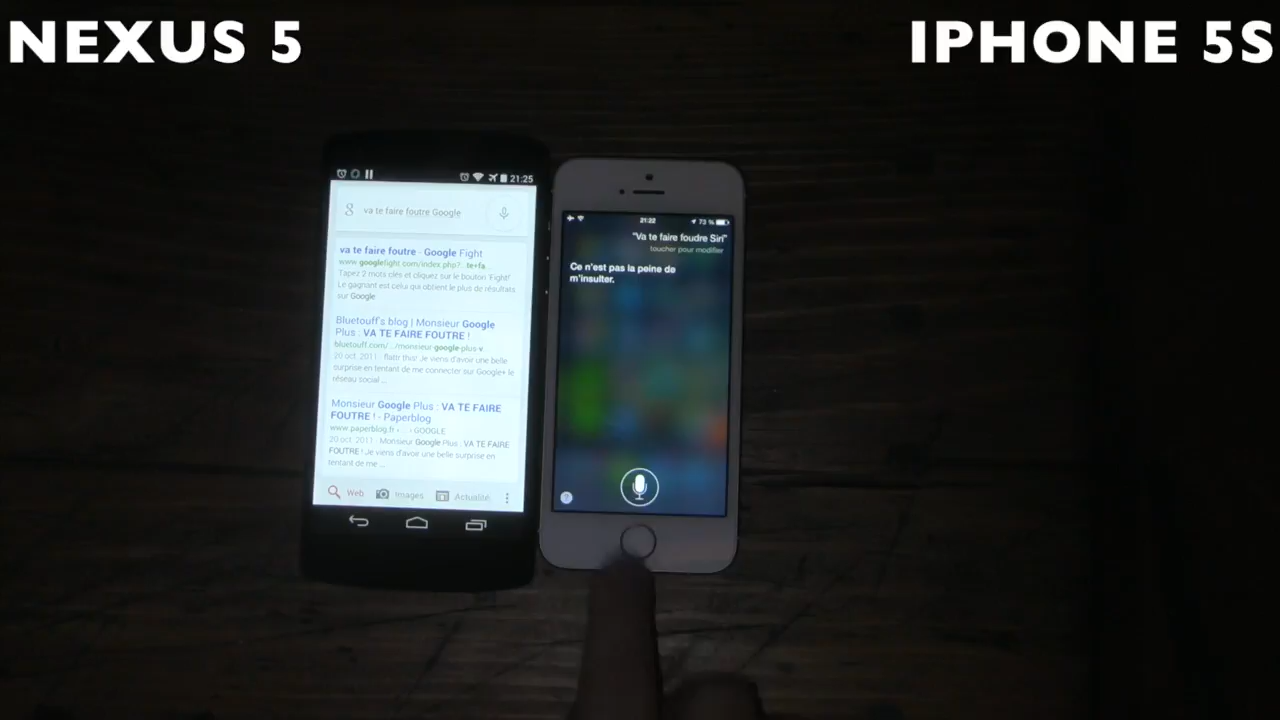 NEXUS 5
IPHONE 5S
21:25
va te faire foutre Google
va te faire foutre - Google Fight
www.googlefight.com/index.php?...te+fa...
Tapez 2 mots clés et cliquez sur le bouton 'Fight!'
Le gagnant est celui qui obtient le plus de résultats
sur Google
Bluetouff's blog | Monsieur Google
Plus : VA TE FAIRE FOUTRE !
bluetouff.com/.../monsieur-google-plus-v...
20 oct. 2011 - flattr this! Je viens d'avoir une belle
surprise en tentant de me connecter sur Google+ le
réseau social ...
Monsieur Google Plus : VA TE FAIRE
FOUTRE ! - Paperblog
www.paperblog.fr › ... › GOOGLE
20 oct. 2011 - Monsieur Google Plus : VA TE FAIRE
FOUTRE ! Je viens d'avoir une belle surprise en
tentant de me ...
Web Images Actualité
21:22
73 %
"Va te faire foudre Siri"
toucher pour modifier
Ce n'est pas la peine de
m'insulter.
?